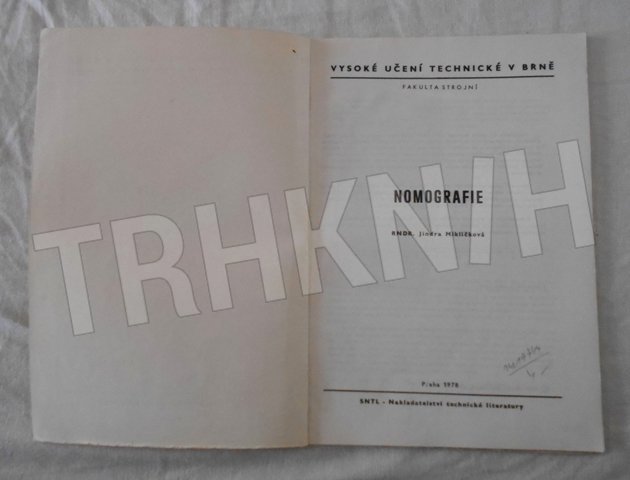 VYSOKÉ UČENÍ TECHNICKÉ V BRNĚ
FAKULTA STROJNÍ
NOMOGRAFIE
RNDR. Jindra Mikličková
TRHKNIH
Praha 1978
SNTL - Nakladatelství technické literatury